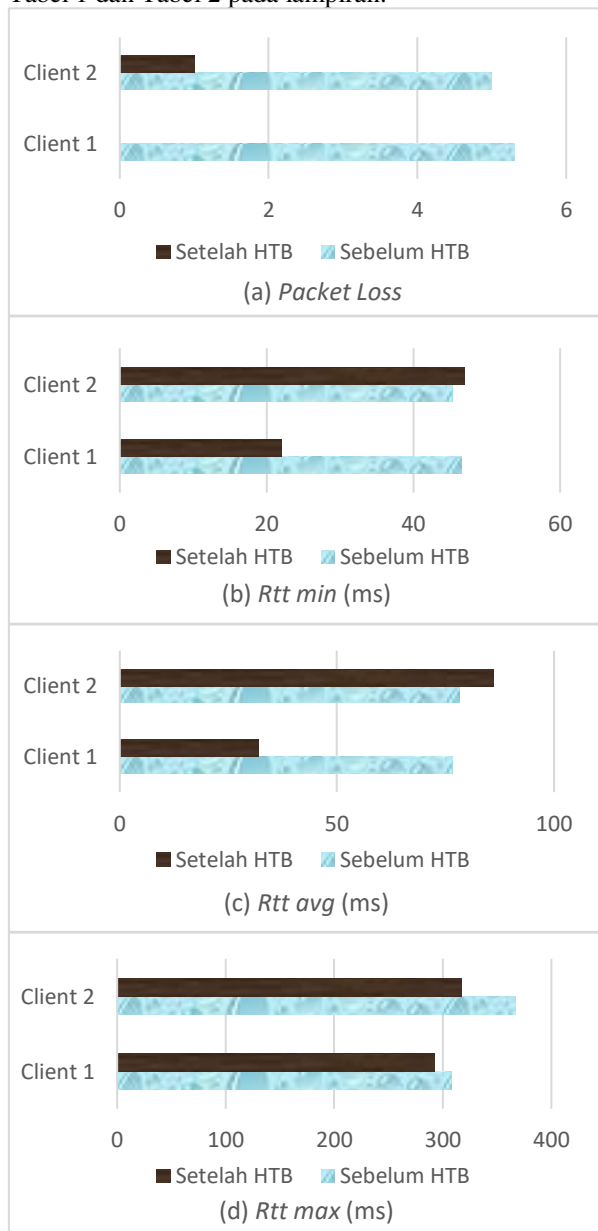 Tabel 1 dan Tabel 2 pada lampiran.
Client 2
Client 1
0 2 4 6
Setelah HTB Sebelum HTB
(a) Packet Loss
Client 2
Client 1
0 20 40 60
Setelah HTB Sebelum HTB
(b) Rtt min (ms)
Client 2
Client 1
0 50 100
Setelah HTB Sebelum HTB
(c) Rtt avg (ms)
Client 2
Client 1
0 100 200 300 400
Setelah HTB Sebelum HTB
(d) Rtt max (ms)